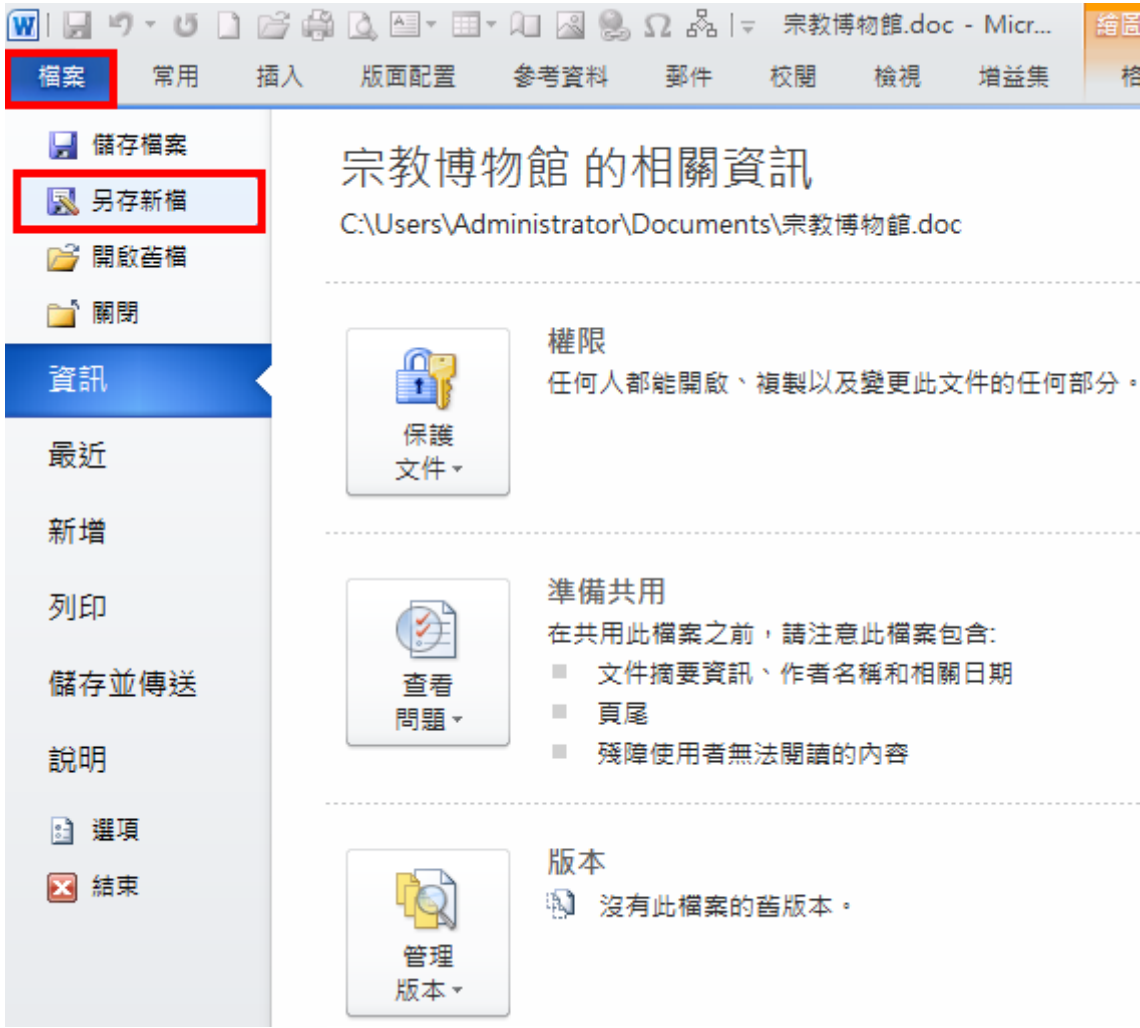 宗教博物館.doc - Micr...
繪圖
檔案 常用 插入 版面配置 參考資料 郵件 校閱 檢視 增益集 格
儲存檔案
另存新檔
開啟舊檔
關閉
資訊
最近
新增
列印
儲存並傳送
說明
選項
結束
宗教博物館 的相關資訊
C:\Users\Administrator\Documents\宗教博物館.doc
保護
文件
權限
任何人都能開啟、複製以及變更此文件的任何部分。
查看
問題
準備共用
在共用此檔案之前，請注意此檔案包含:
文件摘要資訊、作者名稱和相關日期
頁尾
殘障使用者無法閱讀的內容
管理
版本
版本
沒有此檔案的舊版本。